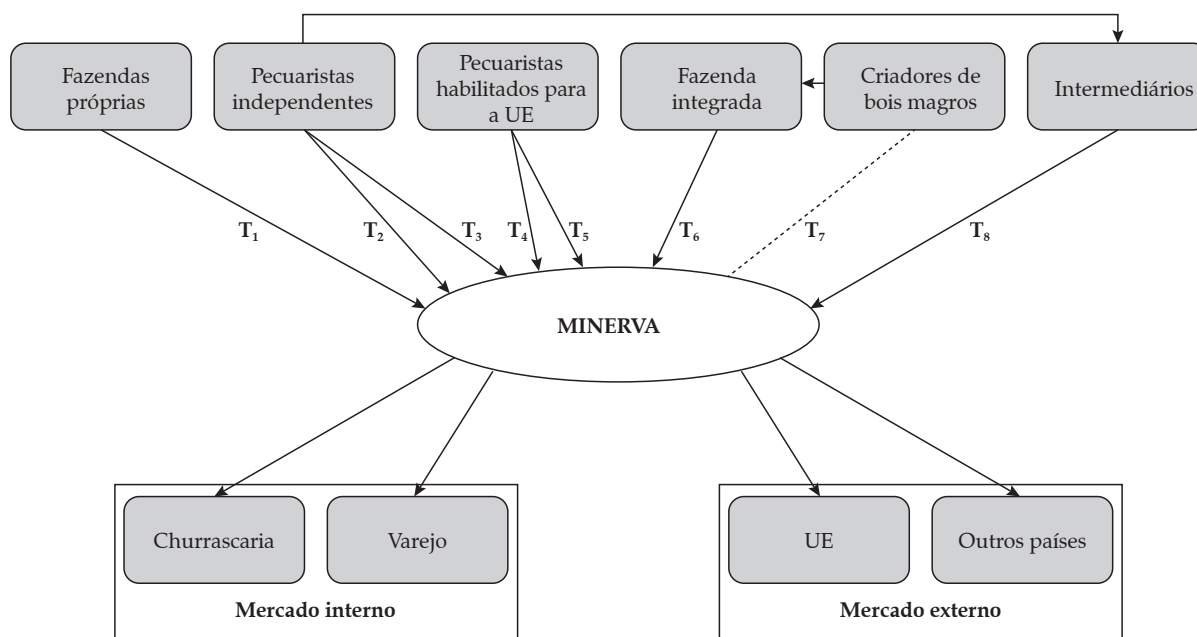 Fazendas
próprias
Pecuaristas
independentes
Pecuaristas
habilitados para
a UE
Fazenda
integrada
Criadores de
bois magros
Intermediários
T1
T2
T3
T4
T5
T6
T7
T8
MINERVA
Churrascaria
Varejo
UE
Outros países
Mercado interno
Mercado externo